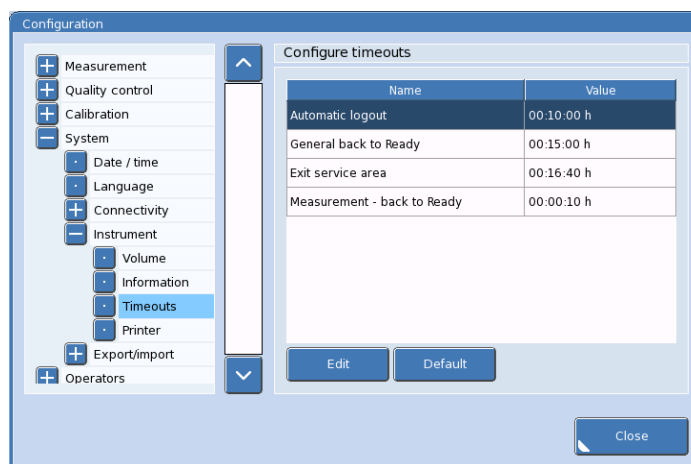 Configuration
Measurement
Quality control
Calibration
System
Date / time
Language
Connectivity
Instrument
Volume
Information
Timeouts
Printer
Export/import
Operators
Configure timeouts
Name Value
Automatic logout 00:10:00 h
General back to Ready 00:15:00 h
Exit service area 00:16:40 h
Measurement - back to Ready 00:00:10 h
Edit Default
Close